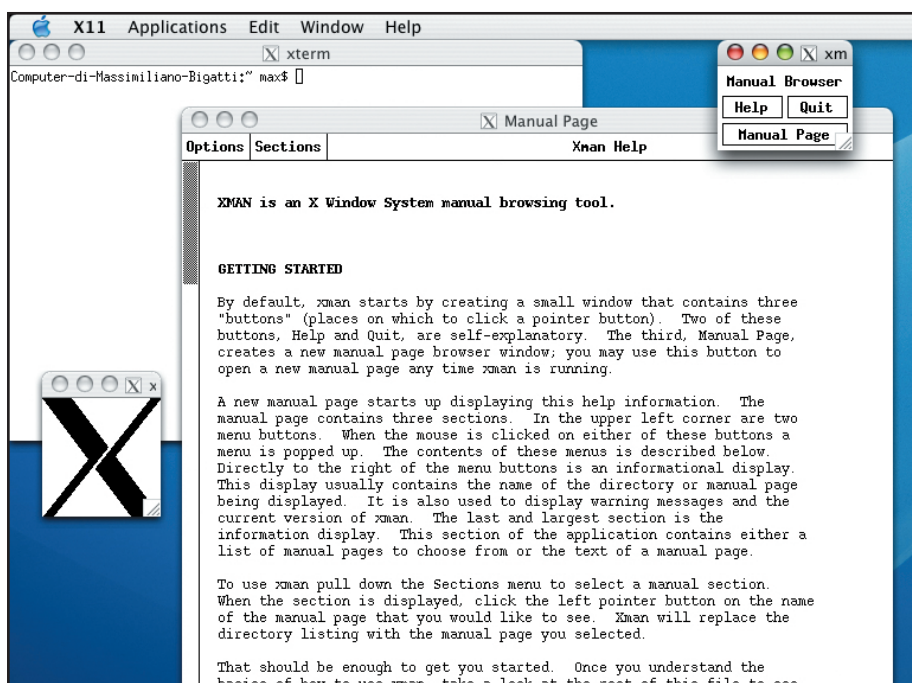 X11 Applications Edit Window Help
xterm
Computer-di-Massimiliano-Bigatti:~ max$
xm
Manual Browser
Help Quit
Manual Page
Manual Page
Options Sections Xman Help
XMAN is an X Window System manual browsing tool.
GETTING STARTED
By default, xman starts by creating a small window that contains three
"buttons" (places on which to click a pointer button). Two of these
buttons, Help and Quit, are self-explanatory. The third, Manual Page,
creates a new manual page browser window; you may use this button to
open a new manual page any time xman is running.
A new manual page starts up displaying this help information. The
manual page contains three sections. In the upper left corner are two
menu buttons. When the mouse is clicked on either of these buttons a
menu is popped up. The contents of these menus is described below.
Directly to the right of the menu buttons is an informational display.
This display usually contains the name of the directory or manual page
being displayed. It is also used to display warning messages and the
current version of xman. The last and largest section is the
information display. This section of the application contains either a
list of manual pages to choose from or the text of a manual page.
To use xman pull down the Sections menu to select a manual section.
When the section is displayed, click the left pointer button on the name
of the manual page that you would like to see. Xman will replace the
directory listing with the manual page you selected.
That should be enough to get you started. Once you understand the
x